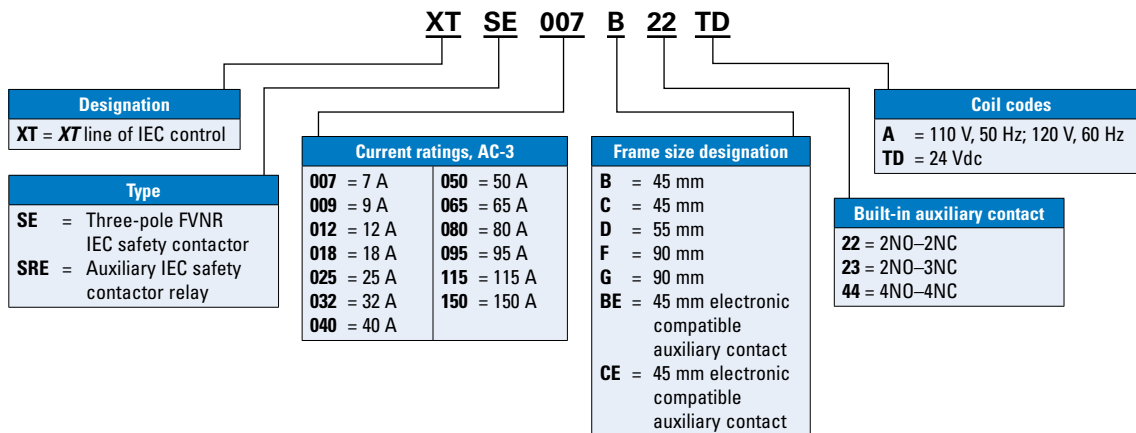 XT SE 007 B 22 TD
Designation
XT = XT line of IEC control
Type
SE = Three-pole FVNR
IEC safety contactor
SRE = Auxiliary IEC safety
contactor relay
Current ratings, AC-3
007 = 7 A
009 = 9 A
012 = 12 A
018 = 18 A
025 = 25 A
032 = 32 A
040 = 40 A
050 = 50 A
065 = 65 A
080 = 80 A
095 = 95 A
115 = 115 A
150 = 150 A
Frame size designation
B = 45 mm
C = 45 mm
D = 55 mm
F = 90 mm
G = 90 mm
BE = 45 mm electronic
compatible
auxiliary contact
CE = 45 mm electronic
compatible
auxiliary contact
Built-in auxiliary contact
22 = 2NO–2NC
23 = 2NO–3NC
44 = 4NO–4NC
Coil codes
A = 110 V, 50 Hz; 120 V, 60 Hz
TD = 24 Vdc